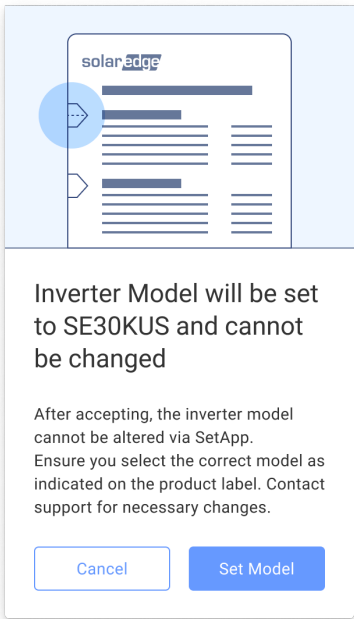 solaredge
Inverter Model will be set
to SE30KUS and cannot
be changed
After accepting, the inverter model
cannot be altered via SetApp.
Ensure you select the correct model as
indicated on the product label. Contact
support for necessary changes.
Cancel
Set Model